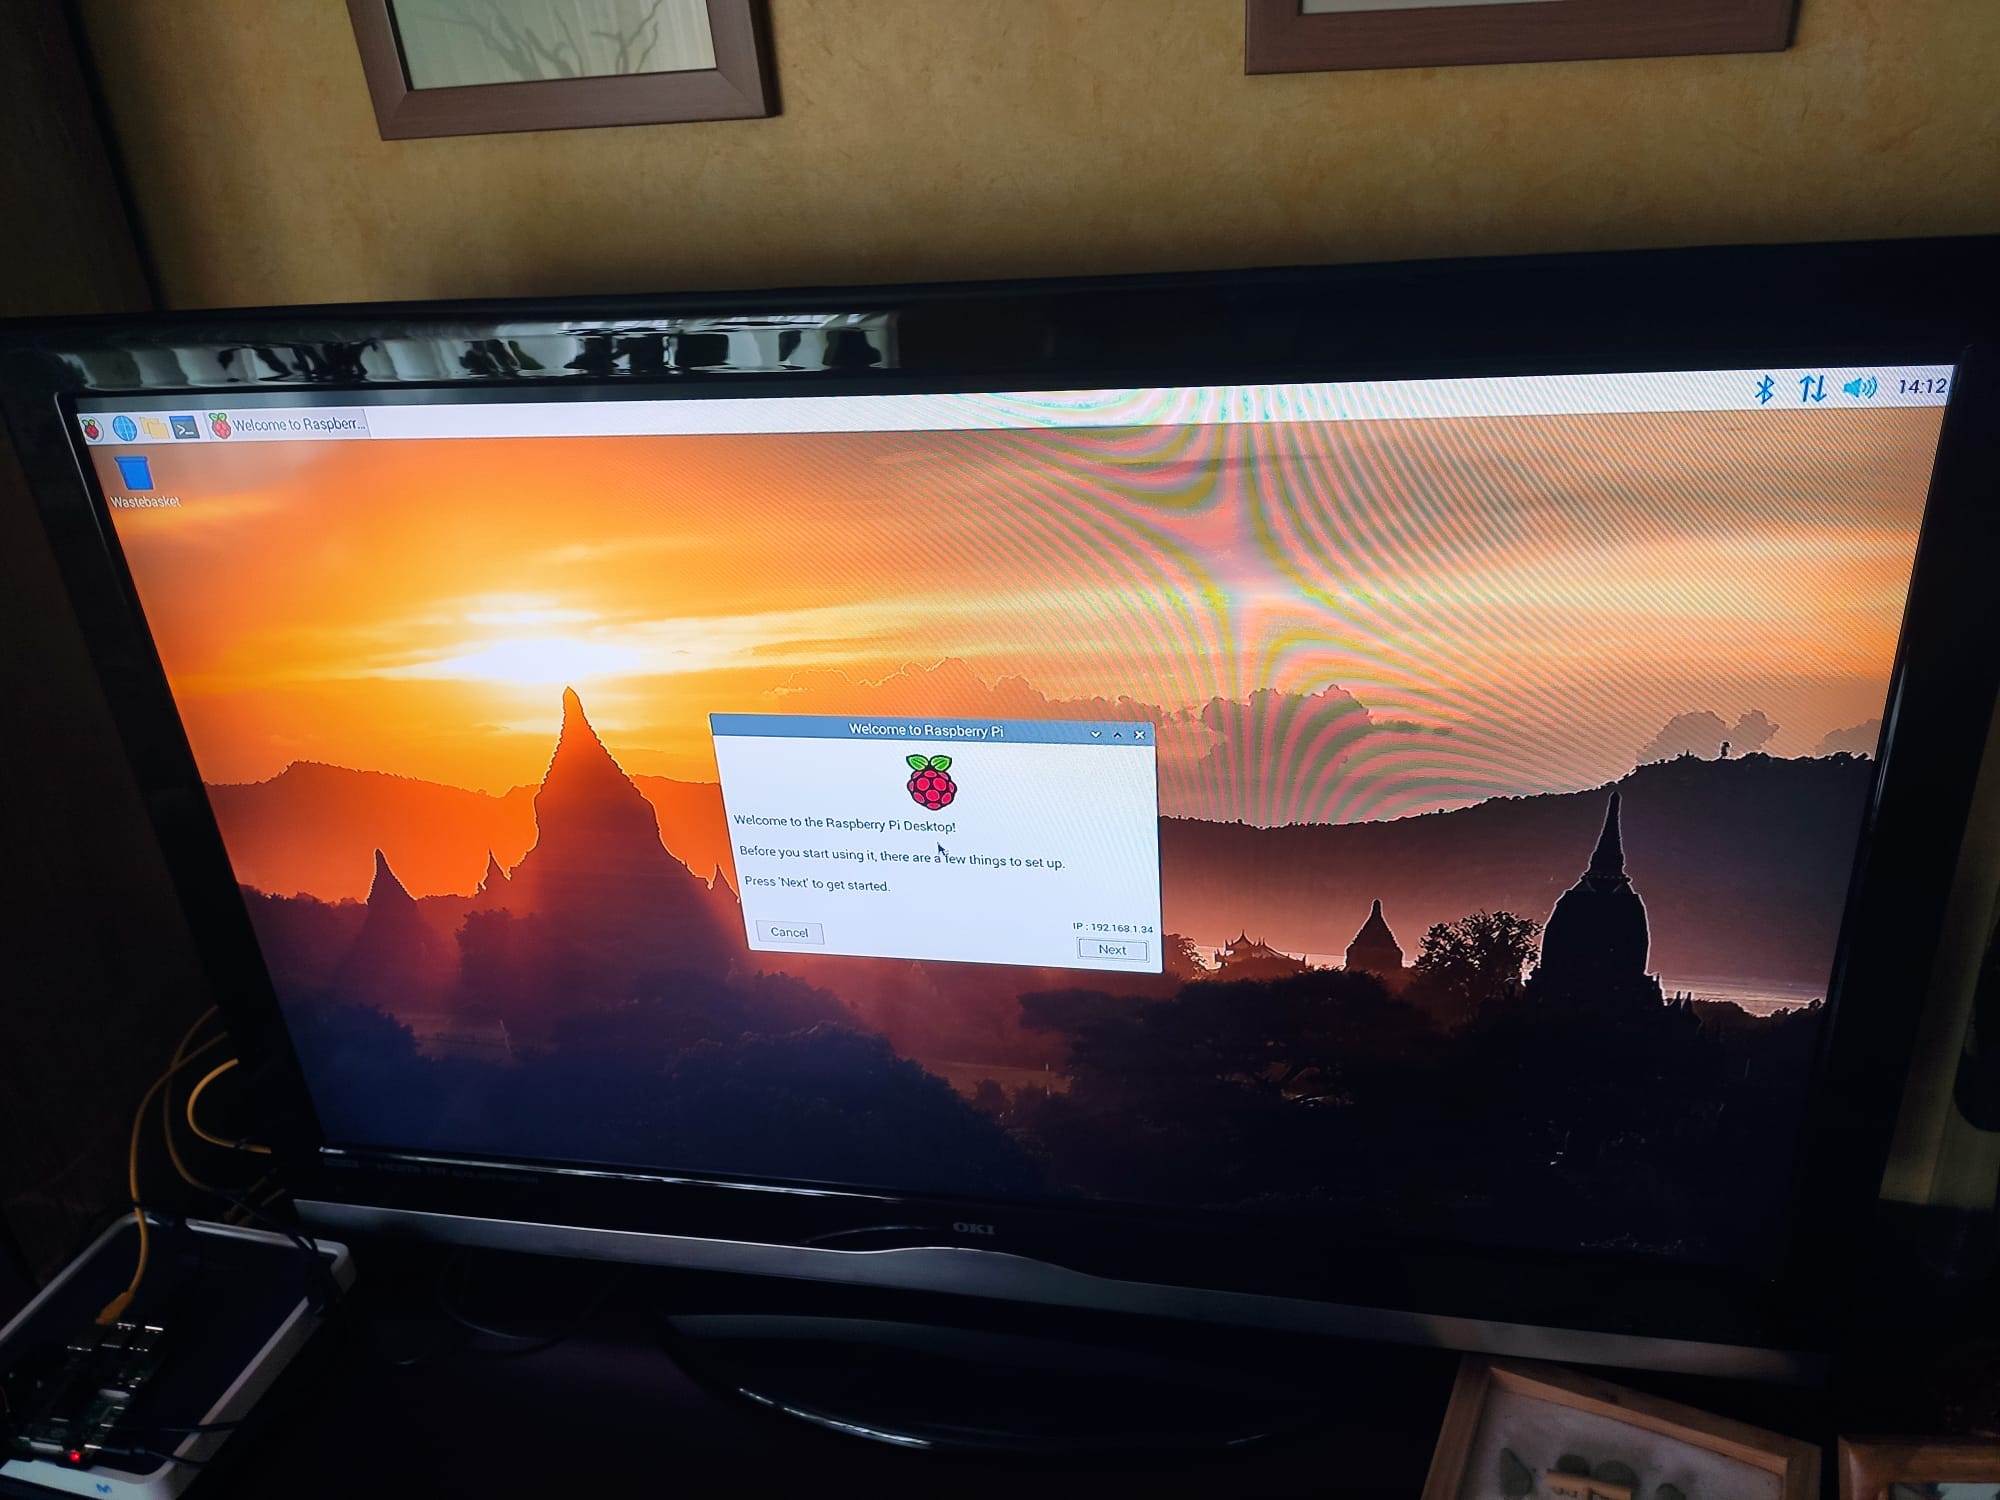 Welcome to Raspberr...
14:12
Wastebasket
Welcome to Raspberry Pi
Welcome to the Raspberry Pi Desktop!
Before you start using it, there are a few things to set up.
Press 'Next' to get started.
IP : 192.168.1.34
Cancel
Next
OKI